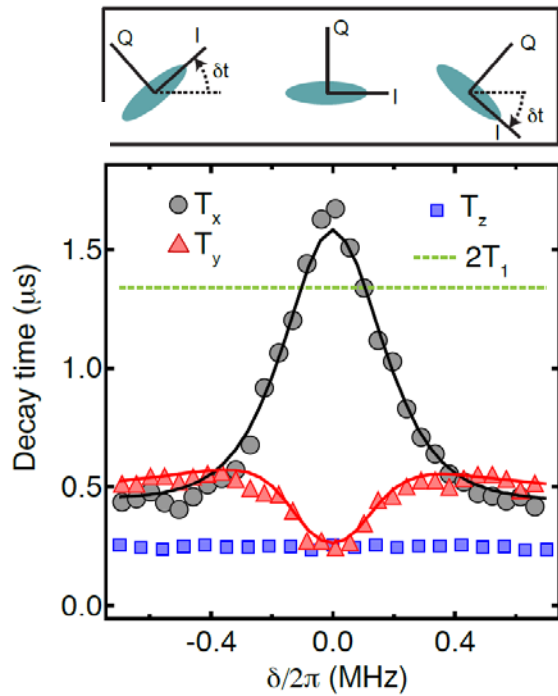 Q I δt
Q I
Q I δt
T_x T_z
T_y 2T_1
Decay time (μs)
1.5
1.0
0.5
0.0
-0.4 0.0 0.4
δ/2π (MHz)